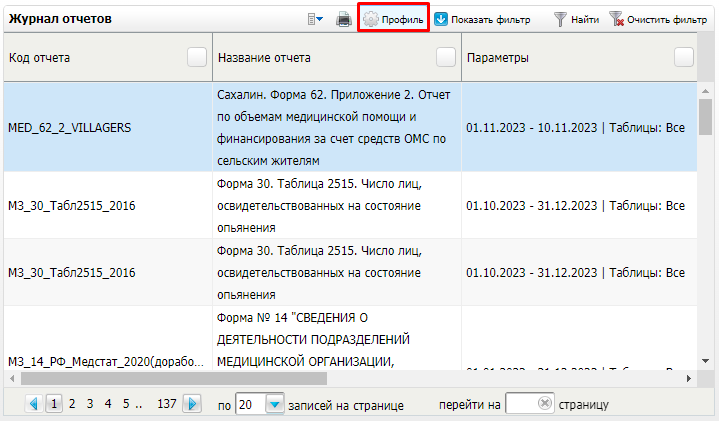 Журнал отчетов
Профиль
Показать фильтр
Найти
Очистить фильтр
Код отчета
Название отчета
Параметры
MED_62_2_VILLAGERS
Сахалин. Форма 62. Приложение 2. Отчет
по объемам медицинской помощи и
финансирования за счет средств ОМС по
сельским жителям
01.11.2023 - 10.11.2023 | Таблицы: Все
МЗ_30_Табл2515_2016
Форма 30. Таблица 2515. Число лиц,
освидетельствованных на состояние
опьянения
01.10.2023 - 31.12.2023 | Таблицы: Все
МЗ_30_Табл2515_2016
Форма 30. Таблица 2515. Число лиц,
освидетельствованных на состояние
опьянения
01.10.2023 - 31.12.2023 | Таблицы: Все
МЗ_14_РФ_Медстат_2020(дорабо...
Форма № 14 "СВЕДЕНИЯ О
ДЕЯТЕЛЬНОСТИ ПОДРАЗДЕЛЕНИЙ
МЕДИЦИНСКОЙ ОРГАНИЗАЦИИ,
1 2 3 4 5 .. 137
по 20 записей на странице
перейти на страницу